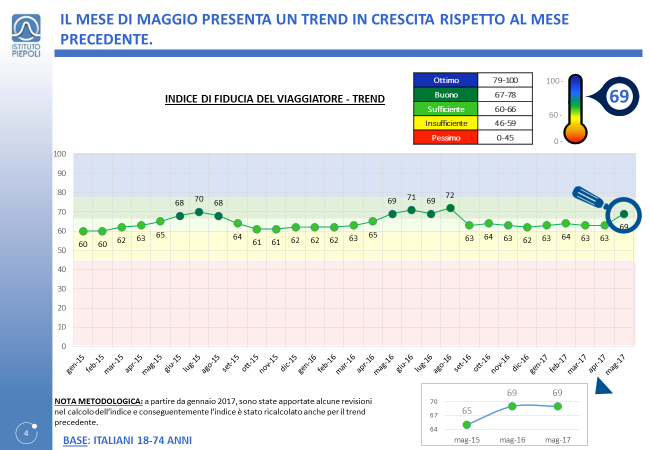 IL MESE DI MAGGIO PRESENTA UN TREND IN CRESCITA RISPETTO AL MESE
PRECEDENTE.
ISTITUTO
PIEPOLI
INDICE DI FIDUCIA DEL VIAGGIATORE - TREND
Ottimo 79-100
Buono 67-78
Sufficiente 60-66
Insufficiente 46-59
Pessimo 0-45
100 -
60 -
0 -
69
100
90
80
70
60
50
40
30
20
10
0
60 60 62 63 65 68 70 68 64 61 61 62 62 62 63 65 69 71 69 72 63 64 63 62 63 64 63 63 69
gen-15 feb-15 mar-15 apr-15 mag-15 giu-15 lug-15 ago-15 set-15 ott-15 nov-15 dic-15 gen-16 feb-16 mar-16 apr-16 mag-16 giu-16 lug-16 ago-16 set-16 ott-16 nov-16 dic-16 gen-17 feb-17 mar-17 apr-17 mag-17
NOTA METODOLOGICA: a partire da gennaio 2017, sono state apportate alcune revisioni
nel calcolo dell'indice e conseguentemente l'indice è stato ricalcolato anche per il trend
precedente.
BASE: ITALIANI 18-74 ANNI
4
70
67
64
65 69 69
mag-15 mag-16 mag-17